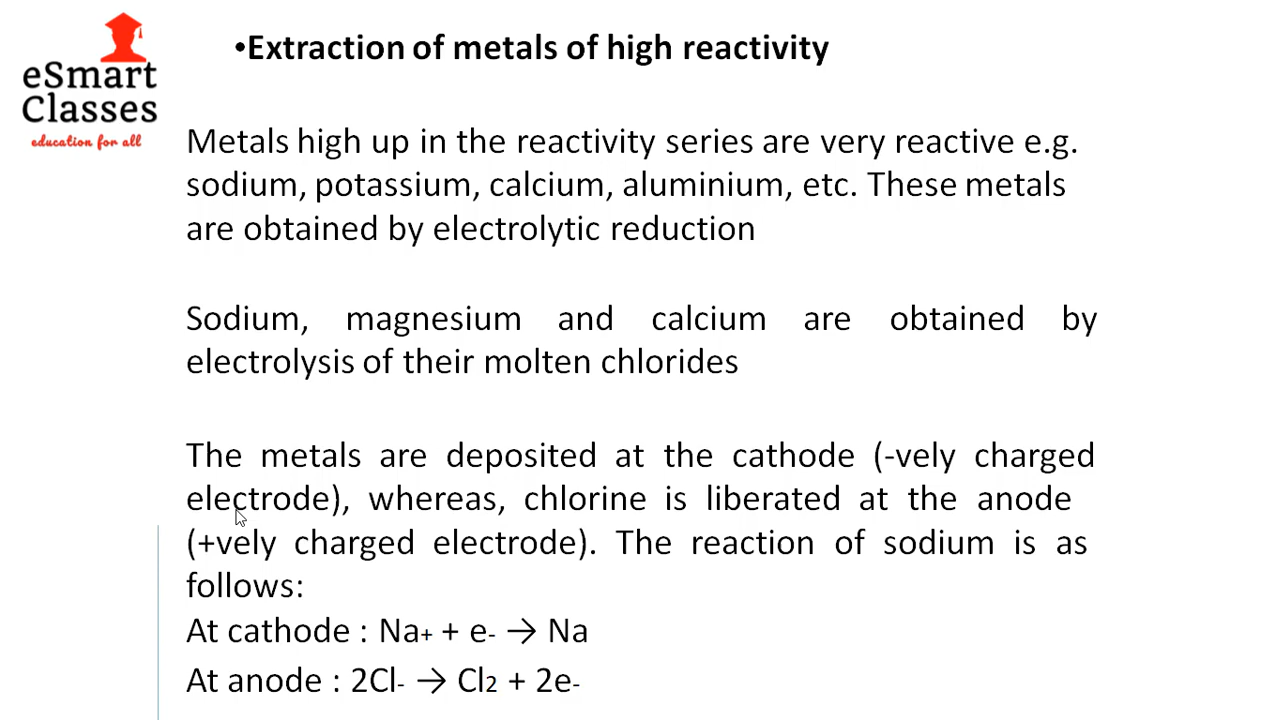 eSmart
Classes
education for all
•Extraction of metals of high reactivity
Metals high up in the reactivity series are very reactive e.g.
sodium, potassium, calcium, aluminium, etc. These metals
are obtained by electrolytic reduction
Sodium, magnesium and calcium are obtained by
electrolysis of their molten chlorides
The metals are deposited at the cathode (-vely charged
electrode), whereas, chlorine is liberated at the anode
(+vely charged electrode). The reaction of sodium is as
follows:
At cathode : Na+ + e- → Na
At anode : 2Cl- → Cl2 + 2e-